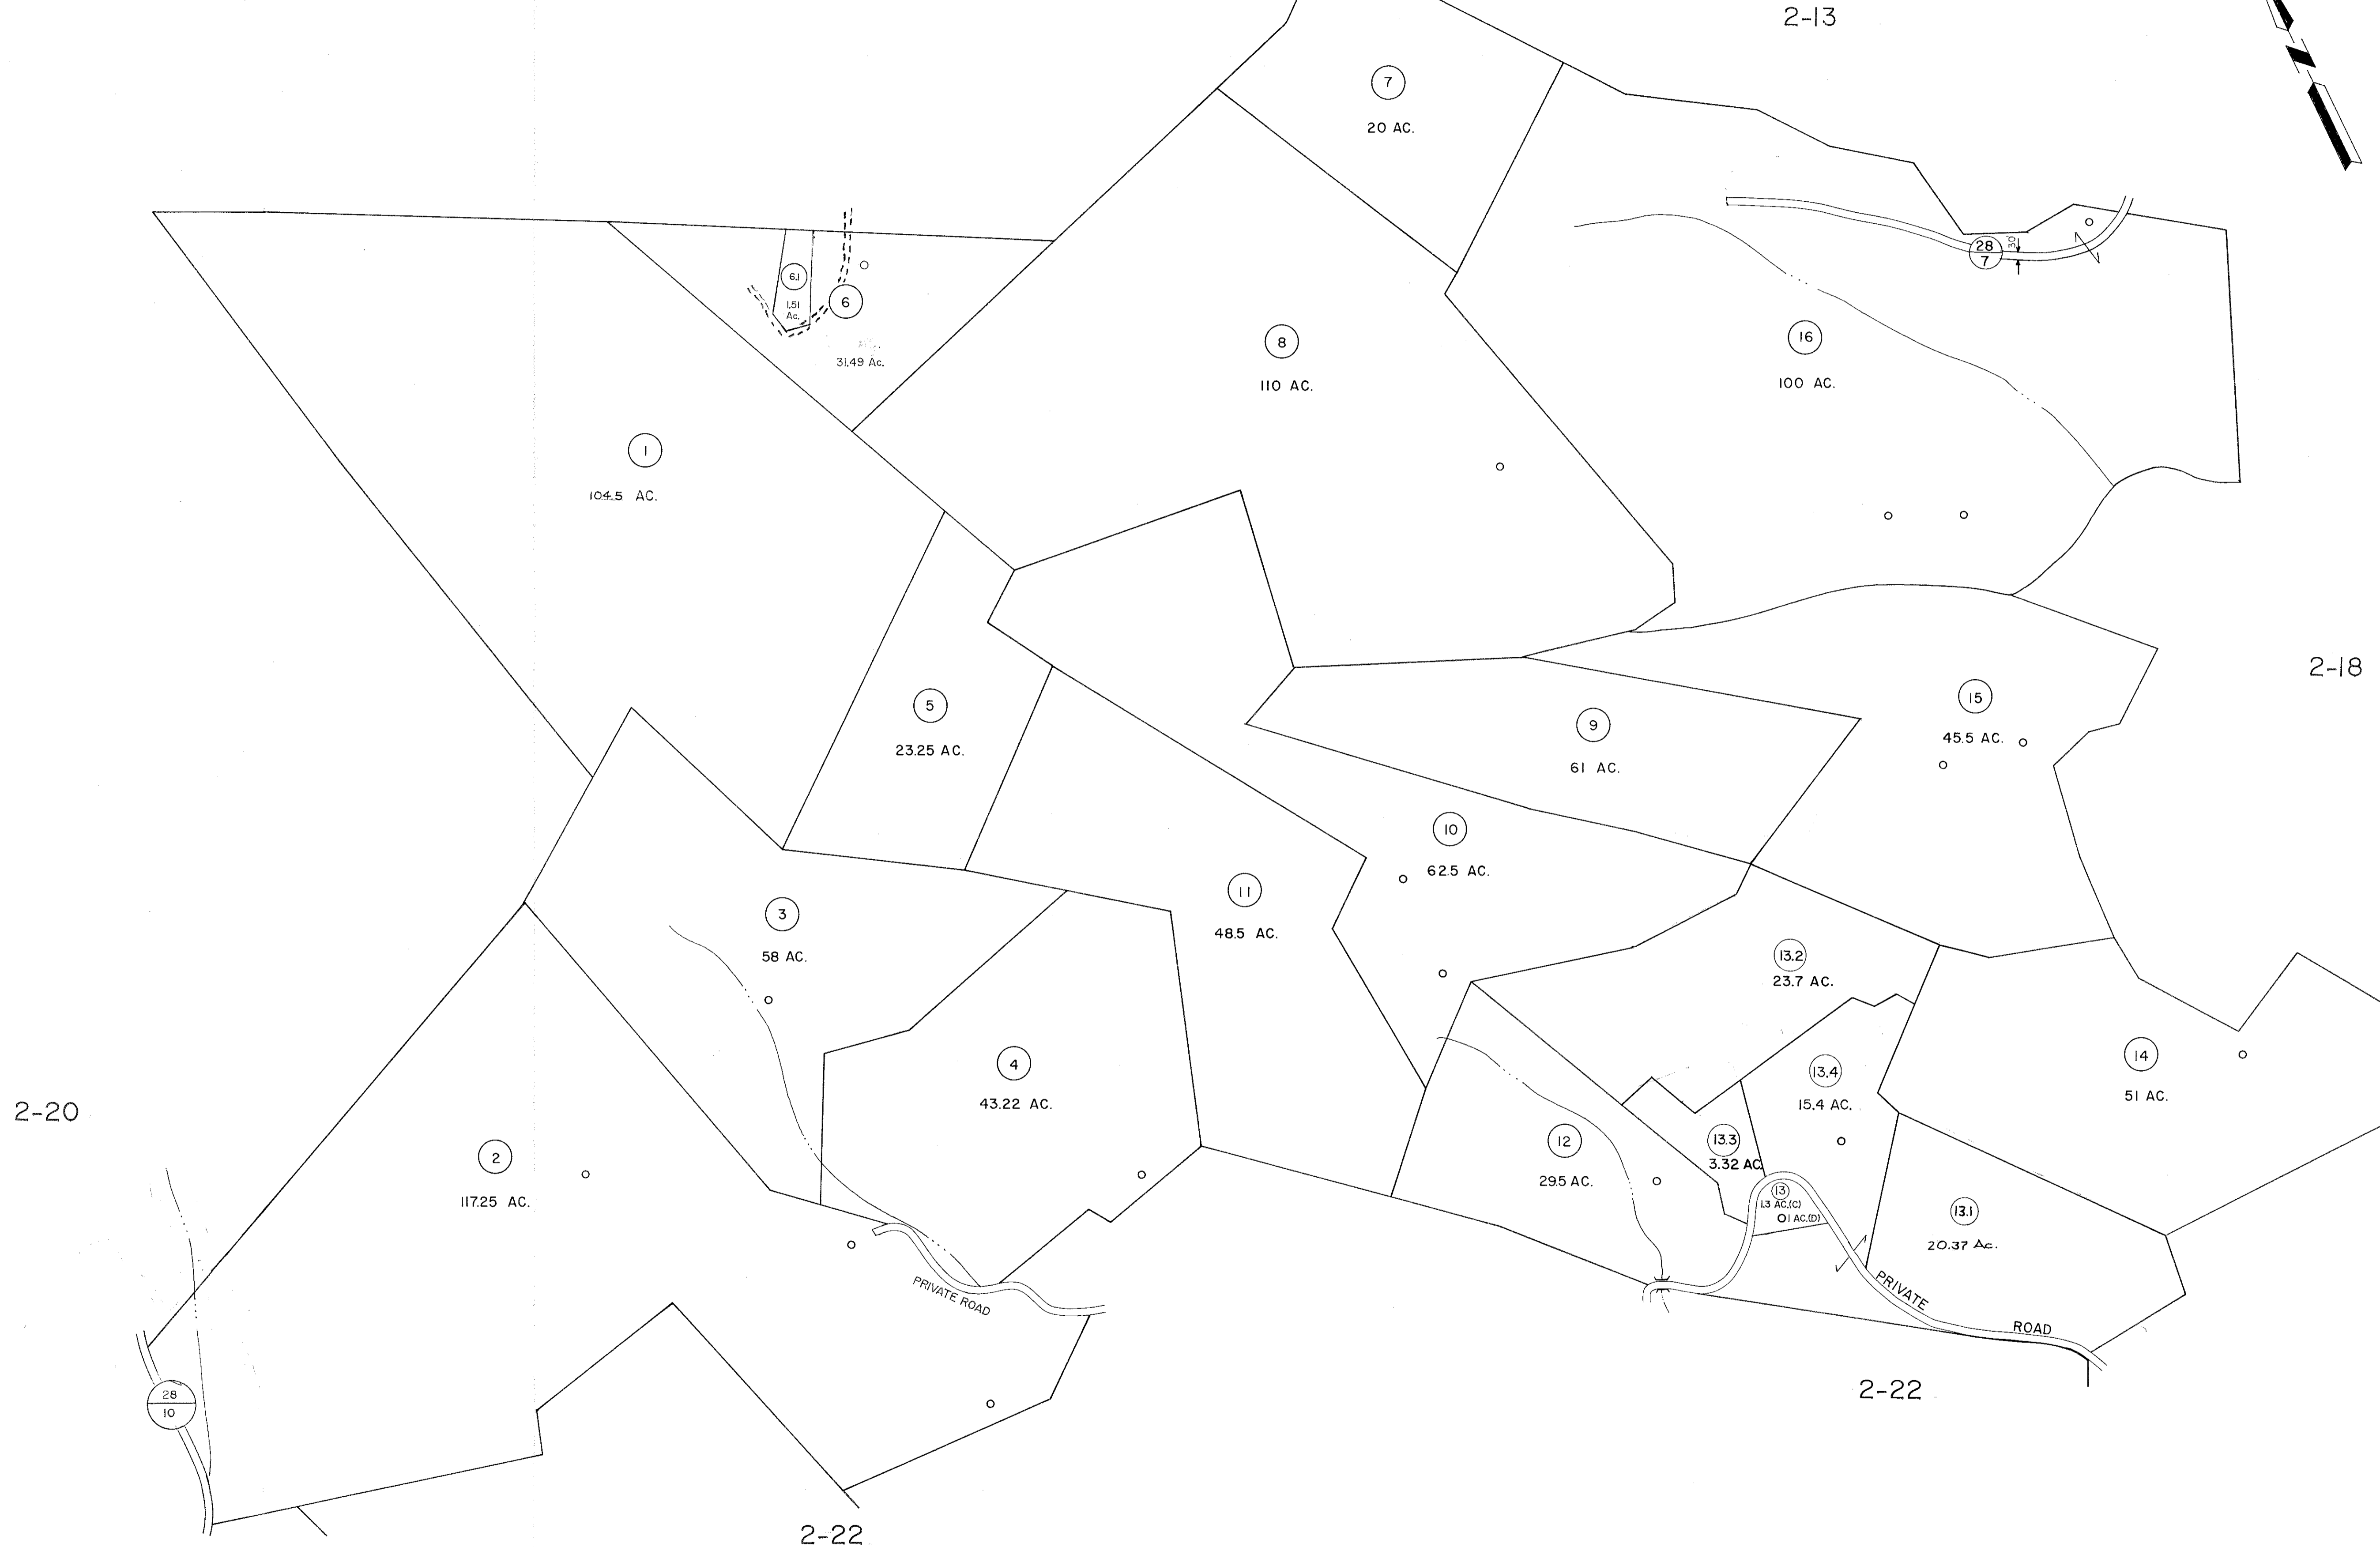 2-13
N
7
20 AC.
28
7
30'
6.1
1.51
Ac.
6
31.49 Ac.
8
110 AC.
16
100 AC.
1
104.5 AC.
2-18
5
23.25 AC.
9
61 AC.
15
45.5 AC.
10
62.5 AC.
11
48.5 AC.
3
58 AC.
13.2
23.7 AC.
4
43.22 AC.
13.4
15.4 AC.
14
51 AC.
2-20
2
117.25 AC.
12
29.5 AC.
13.3
3.32 AC.
13
1.3 AC.(C)
1 AC.(D)
13.1
20.37 Ac.
PRIVATE ROAD
PRIVATE
ROAD
28
10
2-22
2-22